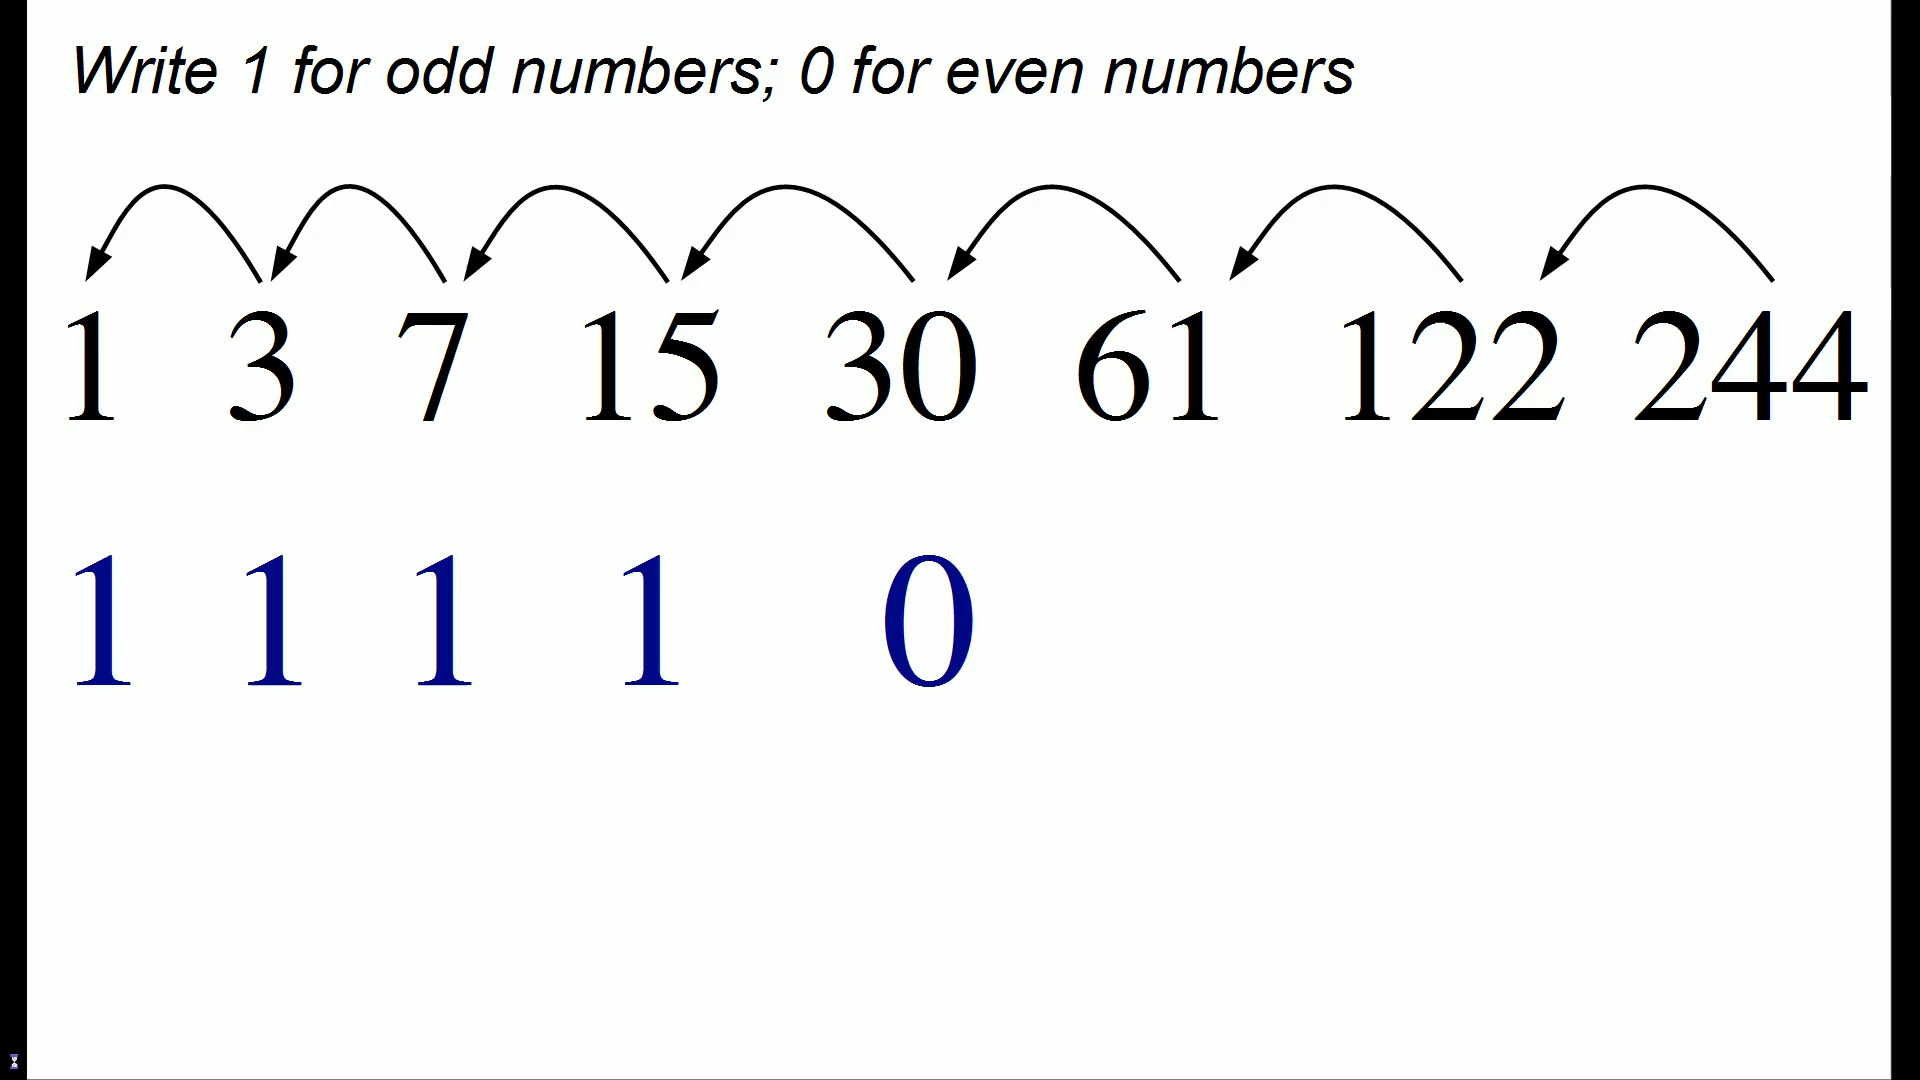 Write 1 for odd numbers; 0 for even numbers
1 3 7 15 30 61 122 244
1 1 1 1 0